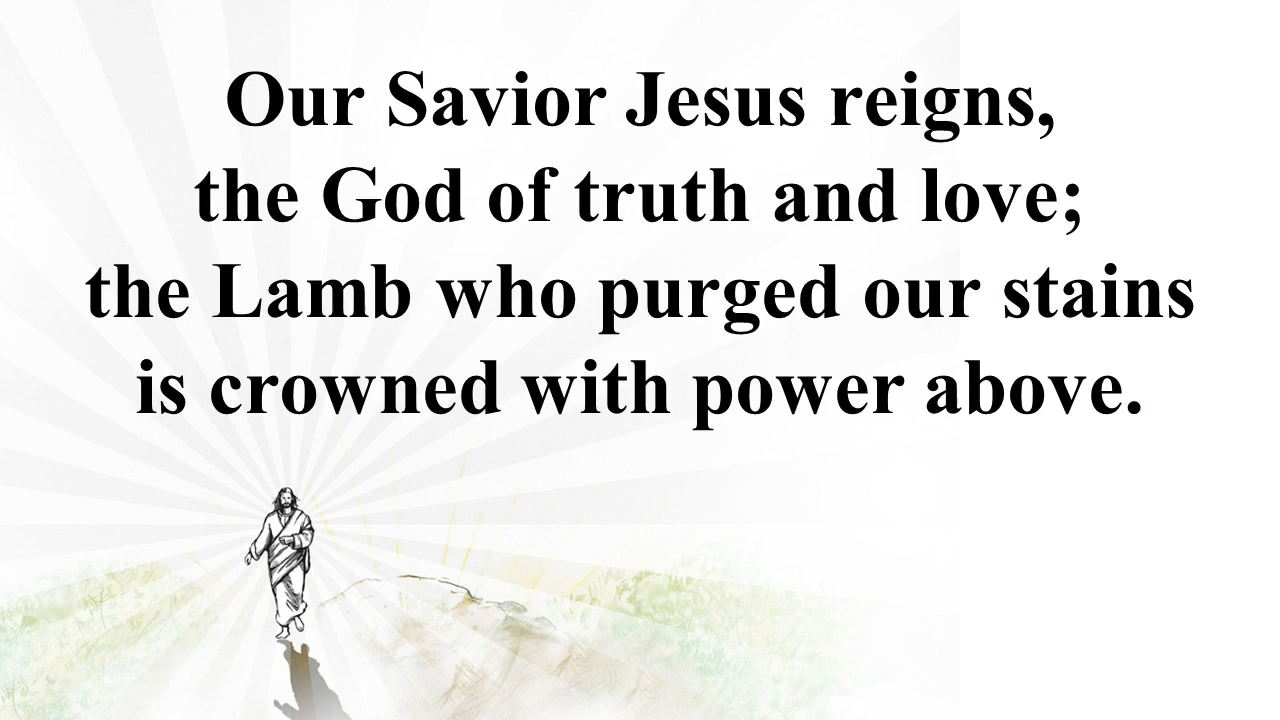 Our Savior Jesus reigns,
the God of truth and love;
the Lamb who purged our stains
is crowned with power above.